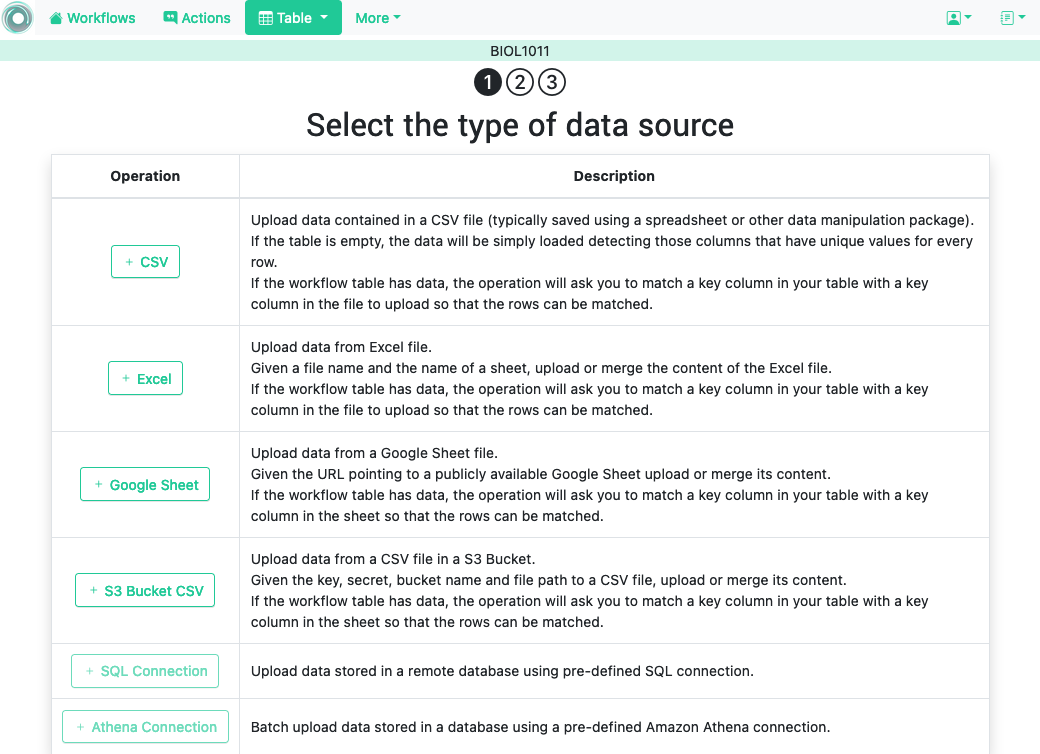 Workflows Actions Table More
BIOL1011
1 2 3
Select the type of data source
Operation Description
+ CSV
Upload data contained in a CSV file (typically saved using a spreadsheet or other data manipulation package).
If the table is empty, the data will be simply loaded detecting those columns that have unique values for every
row.
If the workflow table has data, the operation will ask you to match a key column in your table with a key
column in the file to upload so that the rows can be matched.
+ Excel
Upload data from Excel file.
Given a file name and the name of a sheet, upload or merge the content of the Excel file.
If the workflow table has data, the operation will ask you to match a key column in your table with a key
column in the file to upload so that the rows can be matched.
+ Google Sheet
Upload data from a Google Sheet file.
Given the URL pointing to a publicly available Google Sheet upload or merge its content.
If the workflow table has data, the operation will ask you to match a key column in your table with a key
column in the sheet so that the rows can be matched.
+ S3 Bucket CSV
Upload data from a CSV file in a S3 Bucket.
Given the key, secret, bucket name and file path to a CSV file, upload or merge its content.
If the workflow table has data, the operation will ask you to match a key column in your table with a key
column in the sheet so that the rows can be matched.
+ SQL Connection
Upload data stored in a remote database using pre-defined SQL connection.
+ Athena Connection
Batch upload data stored in a database using a pre-defined Amazon Athena connection.